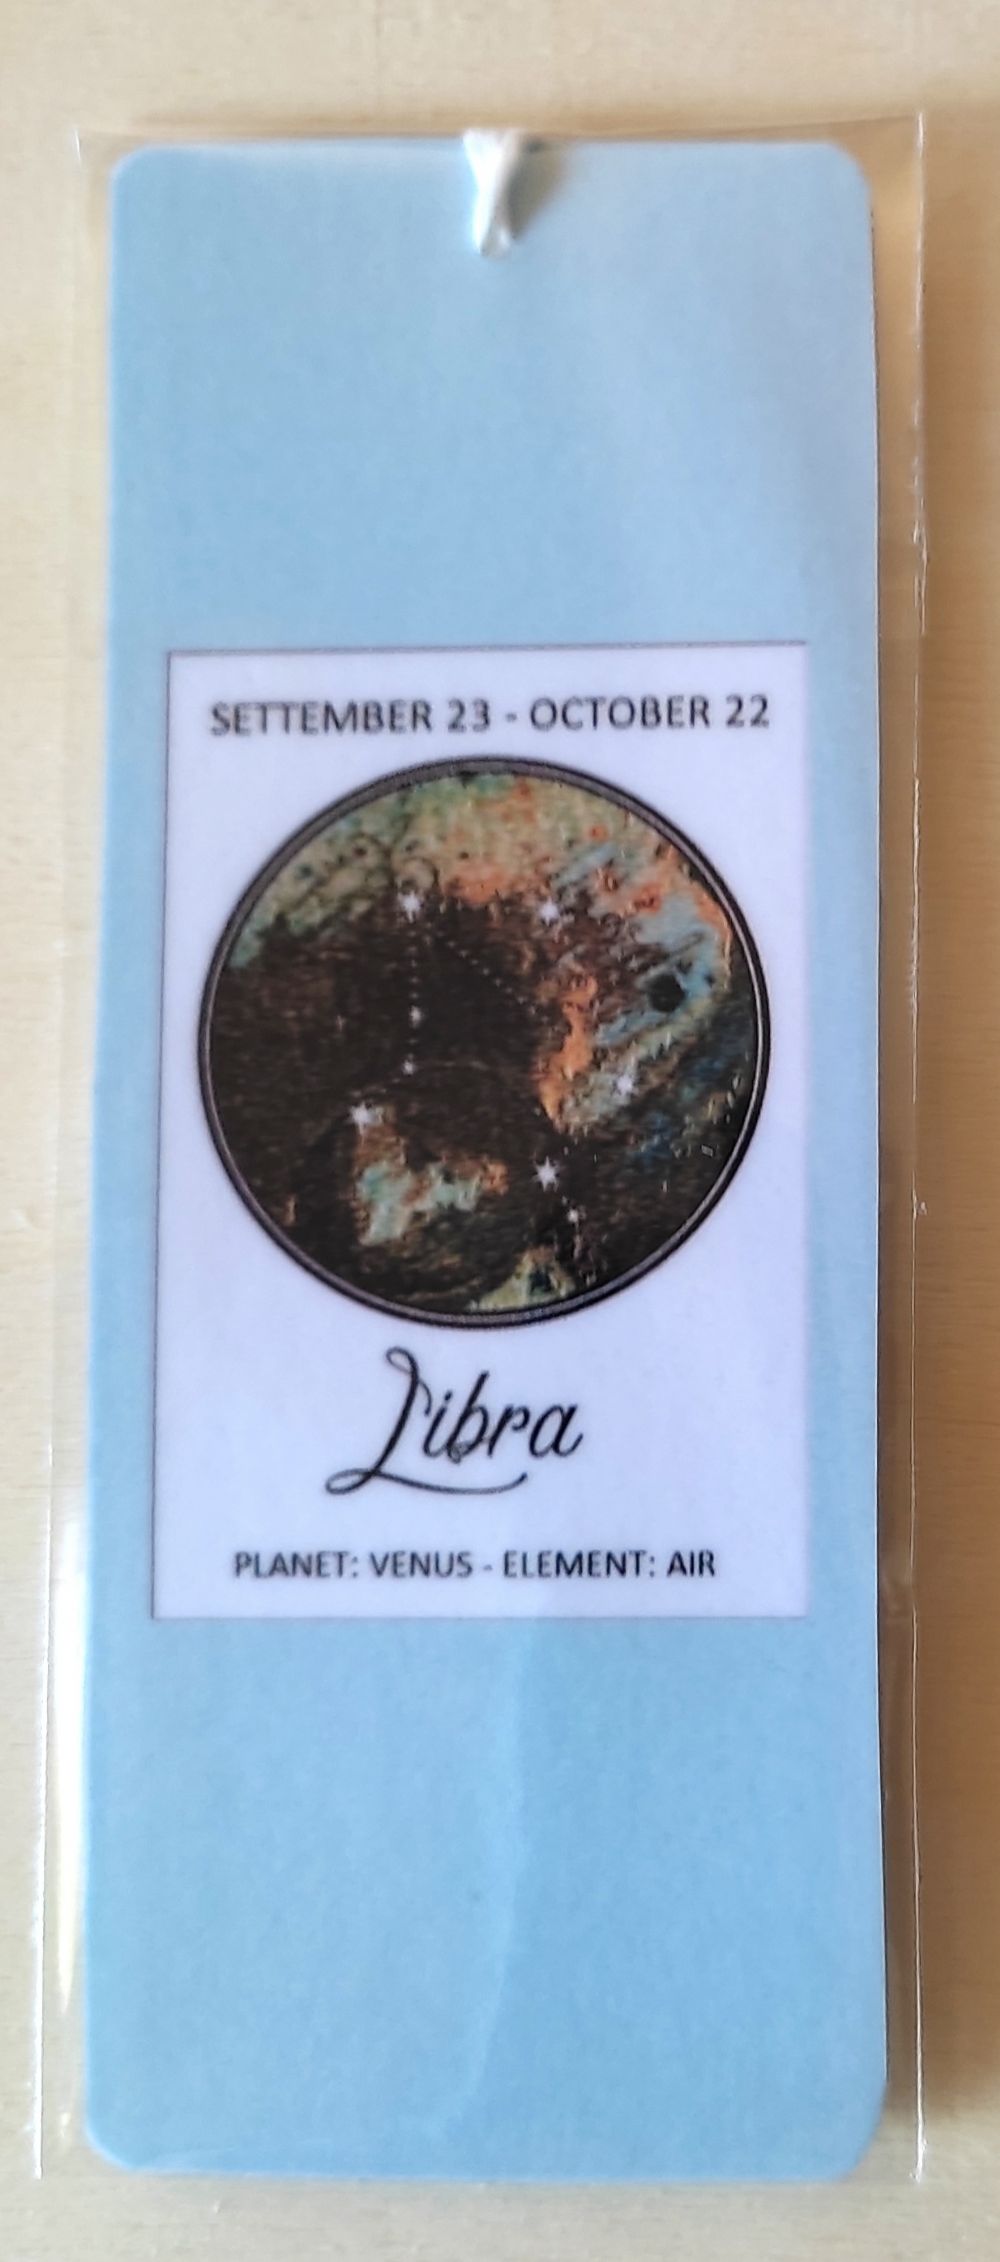 SETTEMBER 23 - OCTOBER 22
Libra
PLANET: VENUS - ELEMENT: AIR